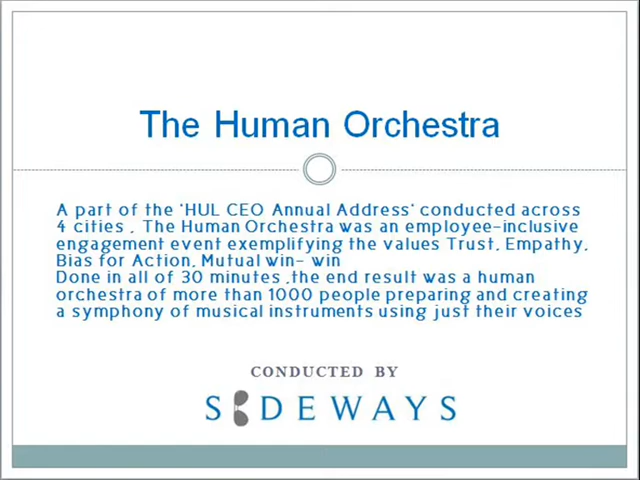 The Human Orchestra
A part of the 'HUL CEO Annual Address' conducted across
4 cities , The Human Orchestra was an employee-inclusive
engagement event exemplifying the values Trust, Empathy,
Bias for Action, Mutual win- win
Done in all of 30 minutes ,the end result was a human
orchestra of more than 1000 people preparing and creating
a symphony of musical instruments using just their voices
CONDUCTED BY
SIDEWAYS